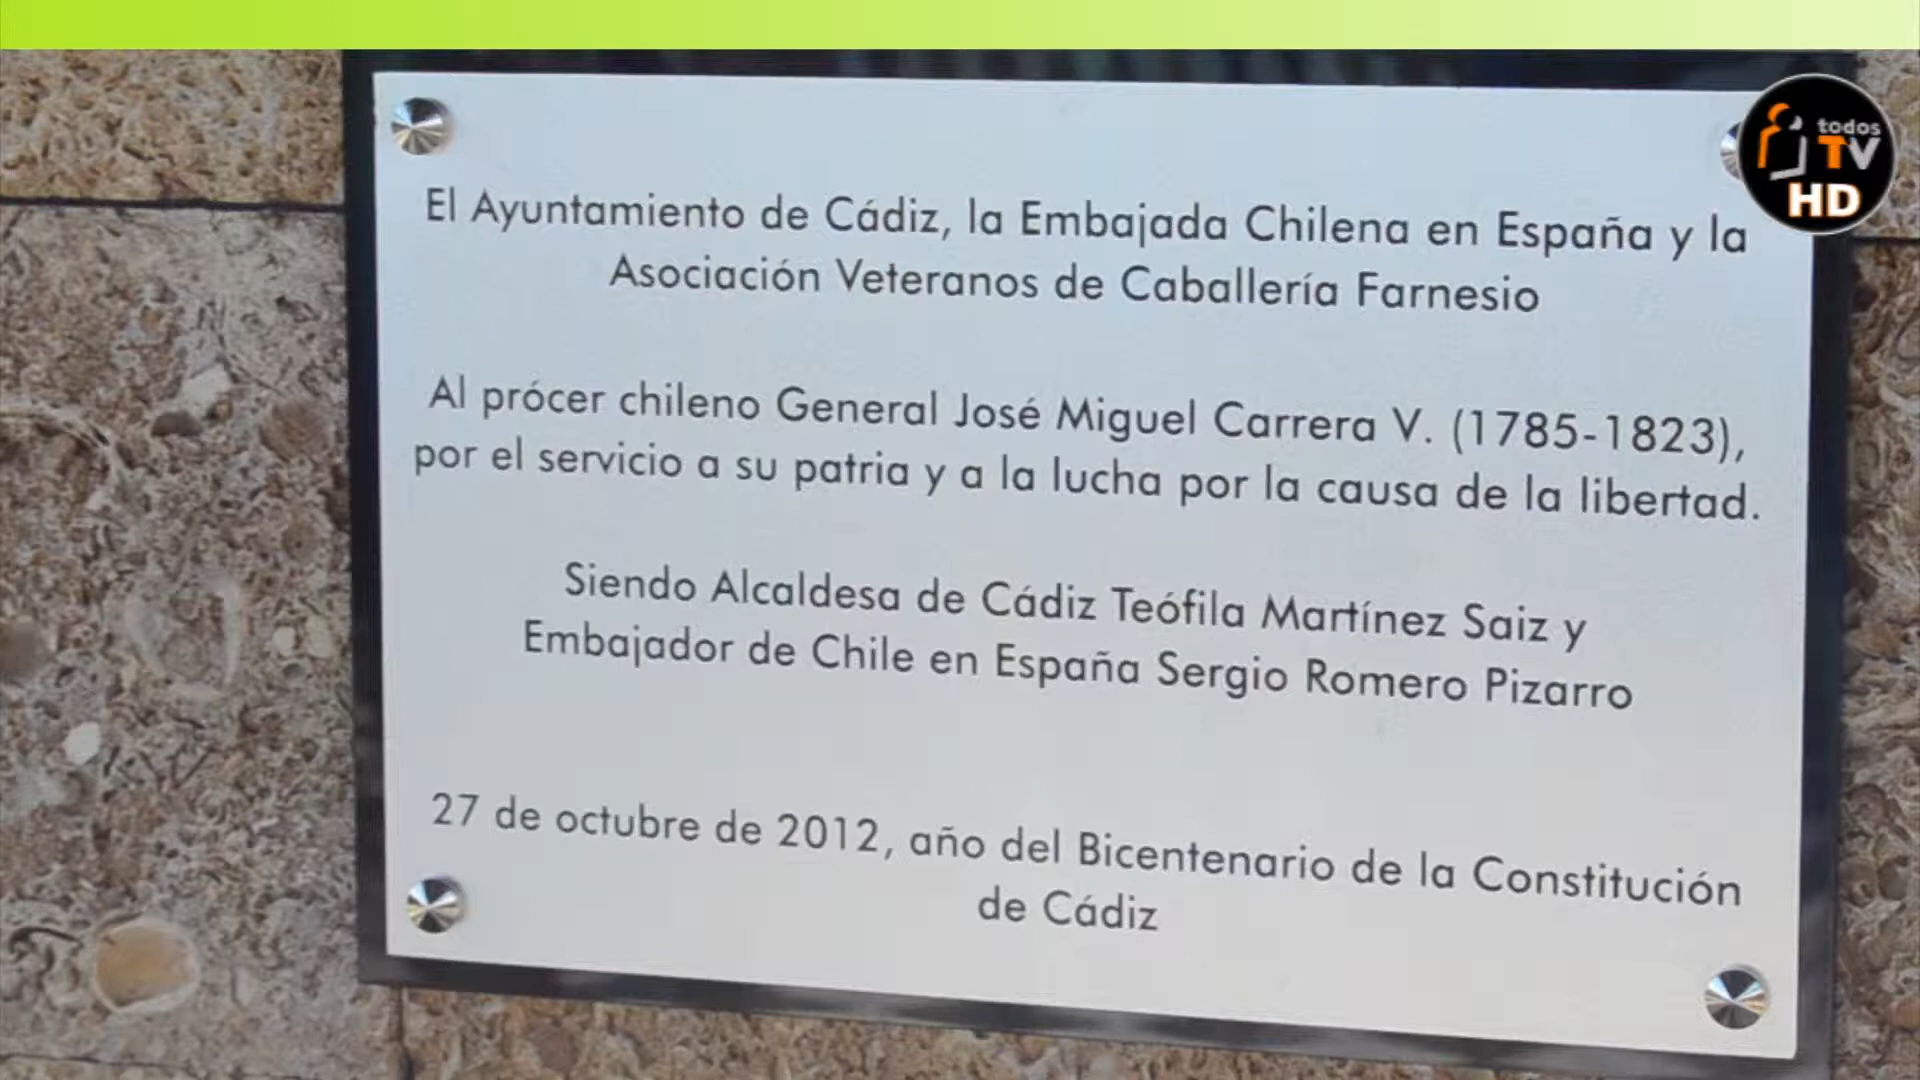 El Ayuntamiento de Cádiz, la Embajada Chilena en España y la
Asociación Veteranos de Caballería Farnesio
Al prócer chileno General José Miguel Carrera V. (1785-1823),
por el servicio a su patria y a la lucha por la causa de la libertad.
Siendo Alcaldesa de Cádiz Teófila Martínez Saiz y
Embajador de Chile en España Sergio Romero Pizarro
27 de octubre de 2012, año del Bicentenario de la Constitución
de Cádiz
todos
TV
HD